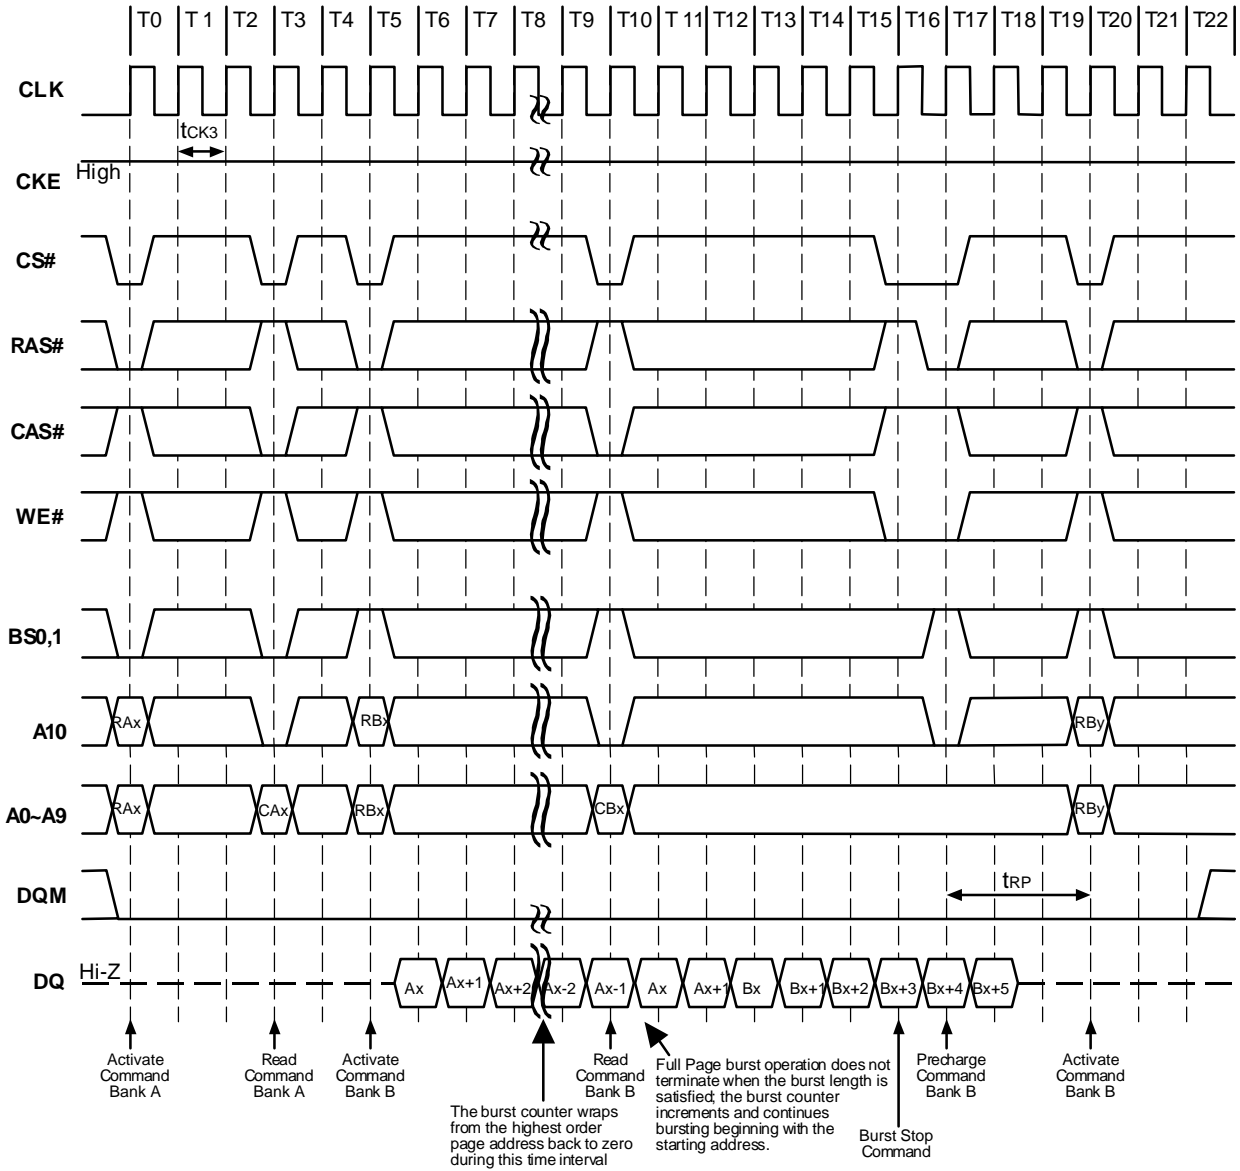 T0 T 1 T2 T3 T4 T5 T6 T7 T8 T9 T10 T 11 T12 T13 T14 T15 T16 T17 T18 T19 T20 T21 T22
CLK
tCK3
High
CKE
CS#
RAS#
CAS#
WE#
BS0,1
A10
RAx RBx RBy
A0~A9
RAx CAx RBx CBx RBy
DQM
tRP
DQ
Hi-Z
Ax Ax+1 Ax+2 Ax-2 Ax-1 Ax Ax+1 Bx Bx+1 Bx+2 Bx+3 Bx+4 Bx+5
Activate
Command
Bank A
Read
Command
Bank A
Activate
Command
Bank B
The burst counter wraps
from the highest order
page address back to zero
during this time interval
Read
Command
Bank B
Full Page burst operation does not
terminate when the burst length is
satisfied; the burst counter
increments and continues
bursting beginning with the
starting address.
Burst Stop
Command
Precharge
Command
Bank B
Activate
Command
Bank B